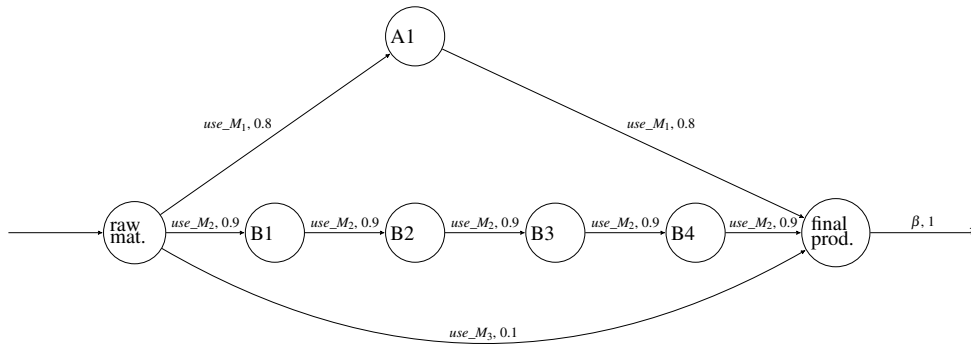 A1
use_M₁, 0.8
use_M₁, 0.8
raw
mat.
use_M₂, 0.9
B1
use_M₂, 0.9
B2
use_M₂, 0.9
B3
use_M₂, 0.9
B4
use_M₂, 0.9
final
prod.
β, 1
use_M₃, 0.1